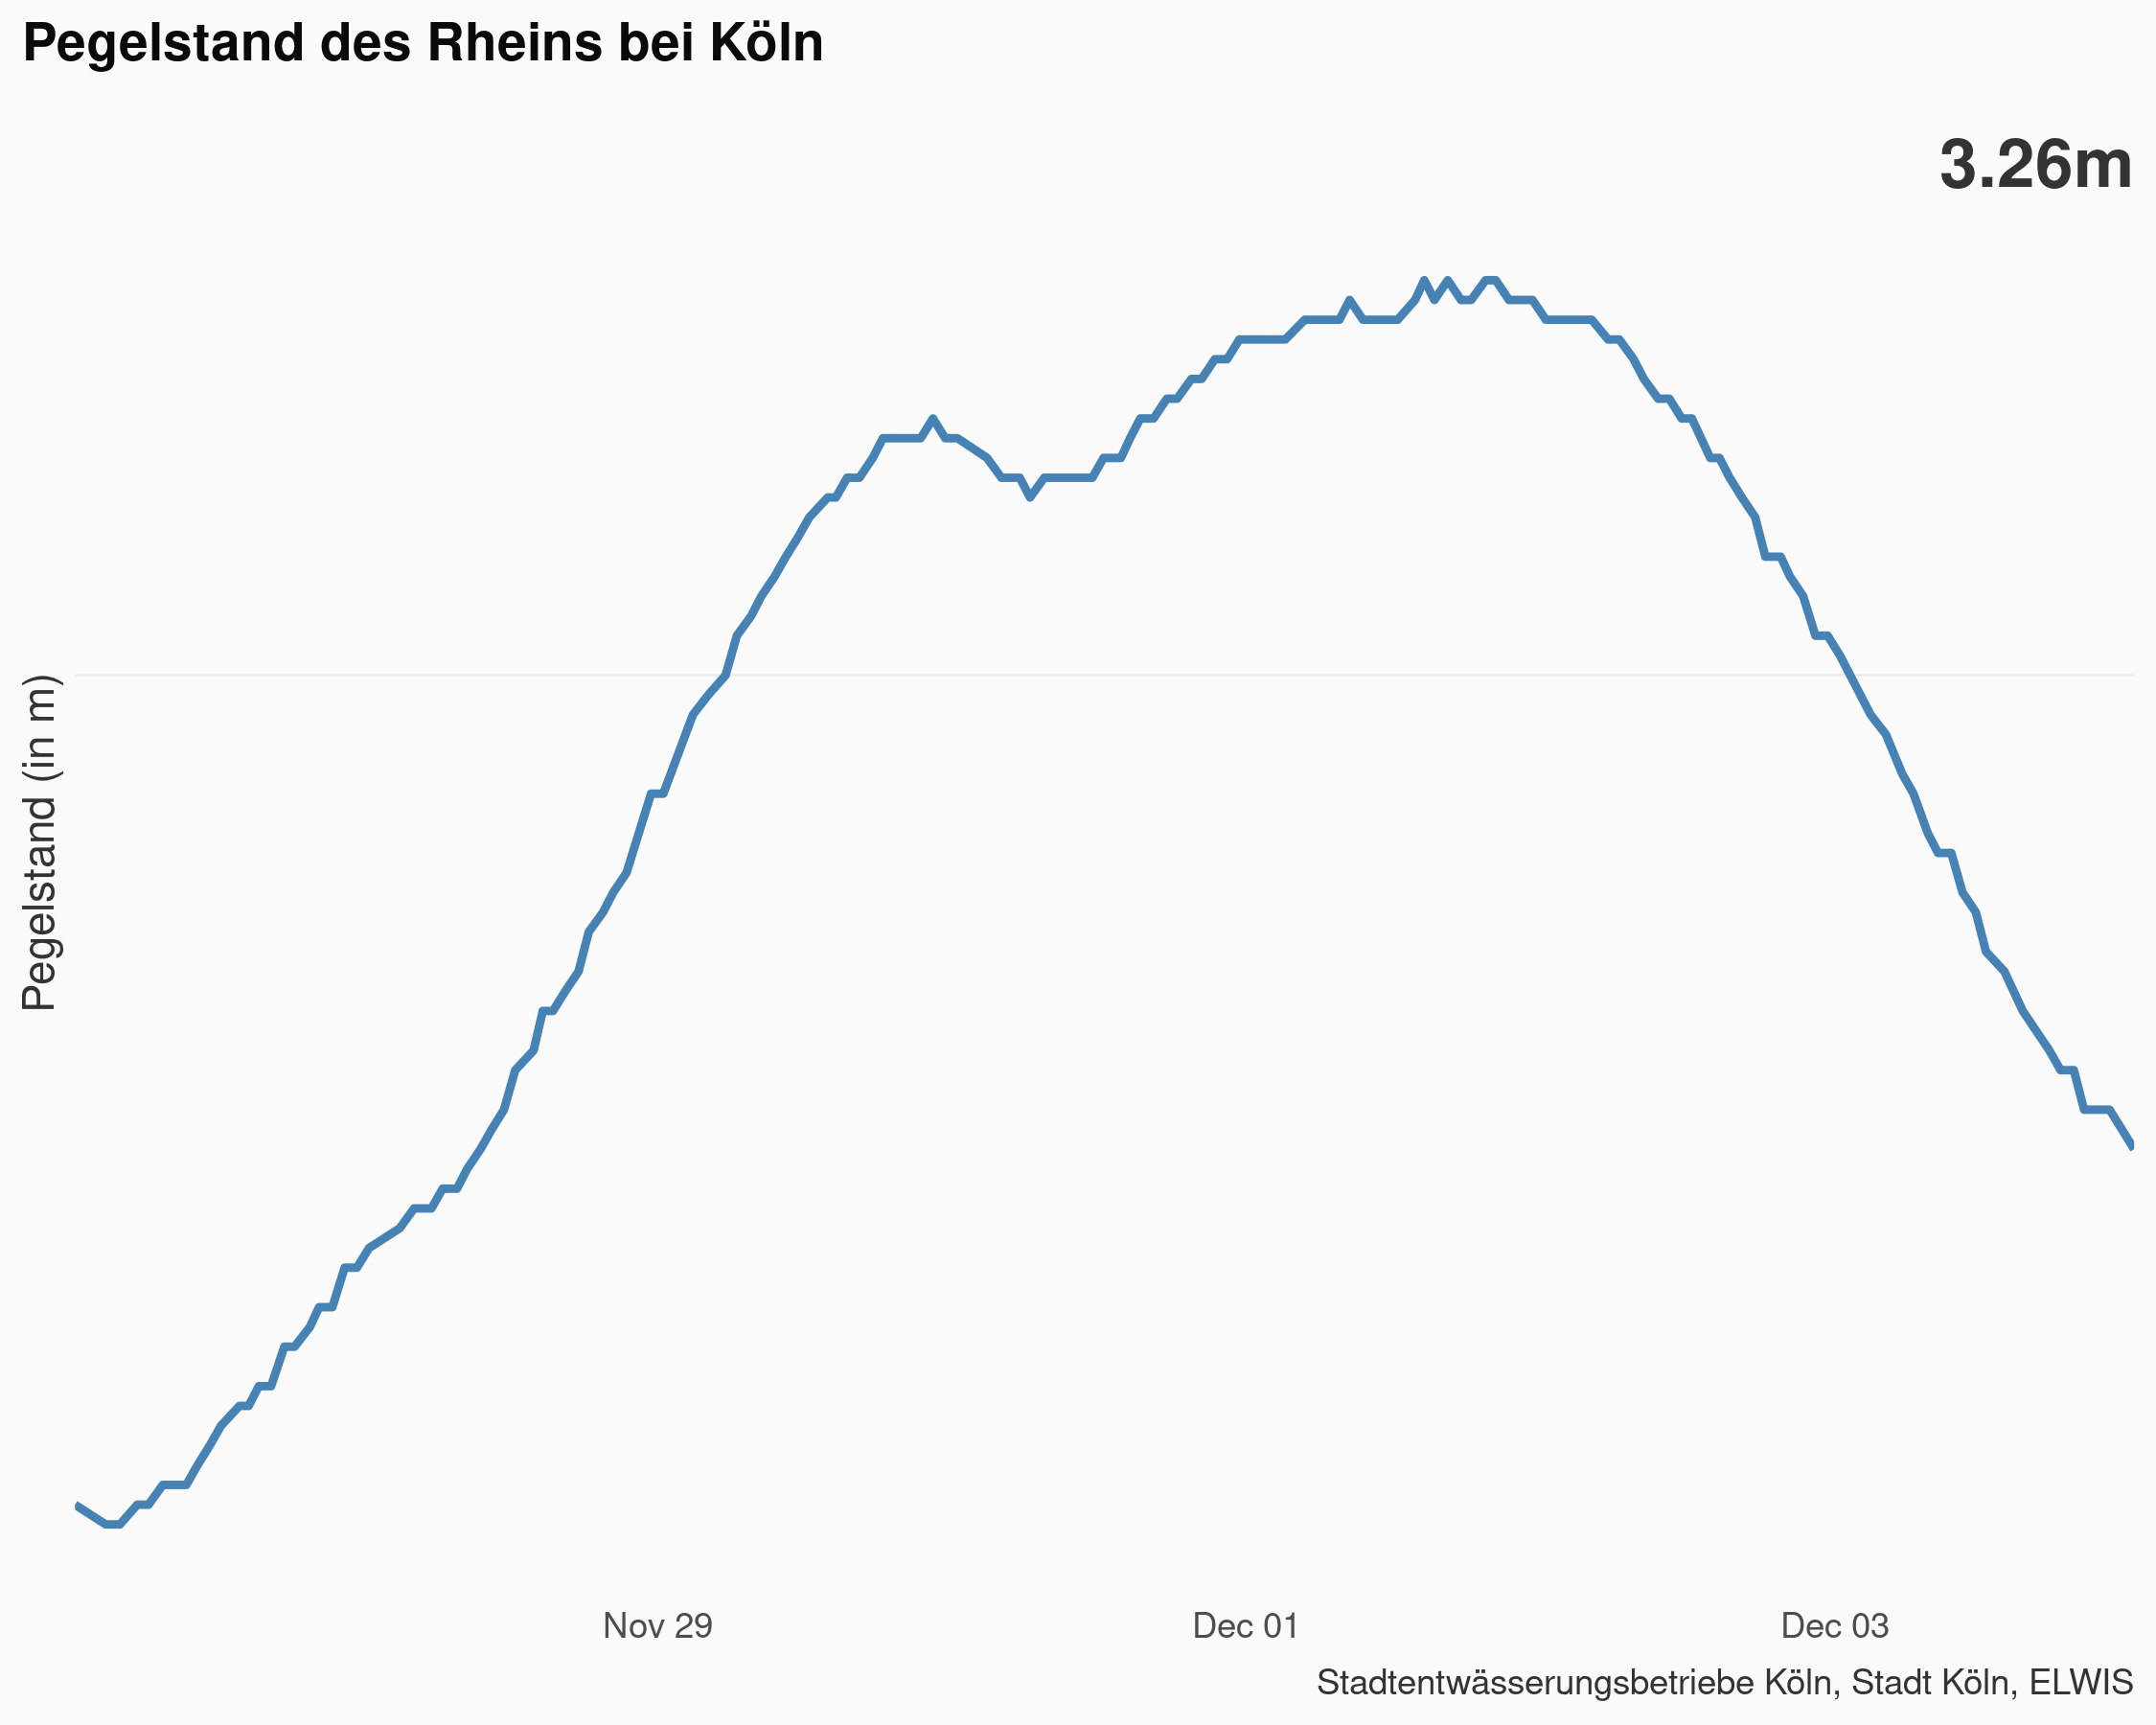 Pegelstand des Rheins bei Köln
3.26m
Pegelstand (in m)
Nov 29
Dec 01
Dec 03
Stadtentwässerungsbetriebe Köln, Stadt Köln, ELWIS